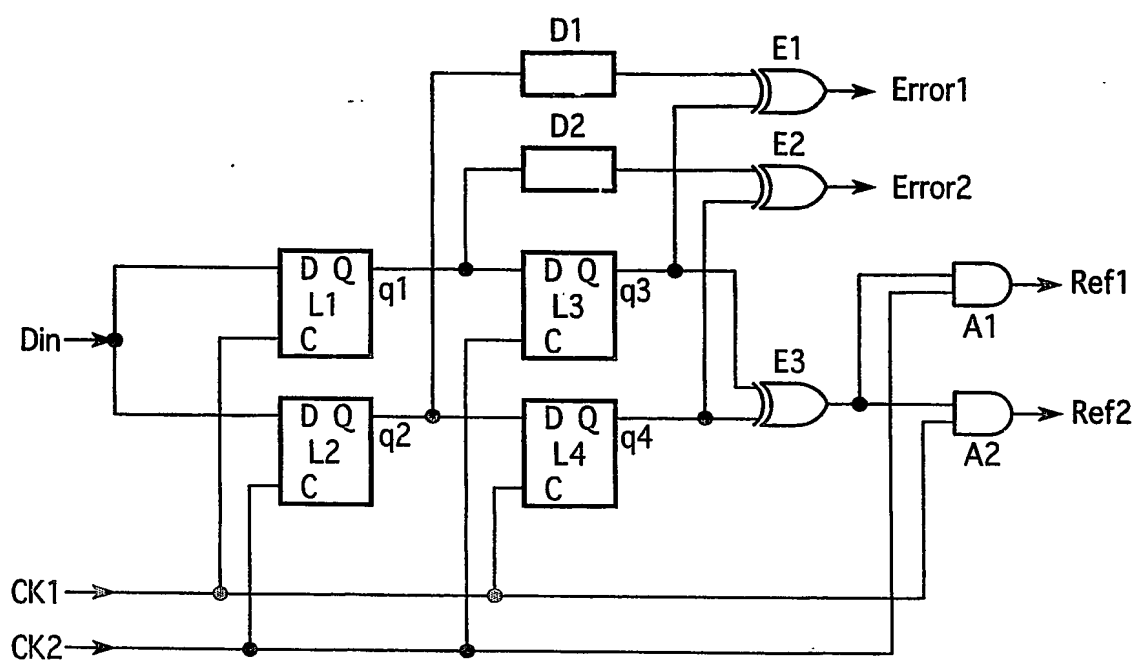 D1
E1
Error1
D2
E2
Error2
D Q
q1
L1
C
D Q
q3
L3
C
Ref1
A1
Din
E3
D Q
q2
L2
C
D Q
q4
L4
C
Ref2
A2
CK1
CK2